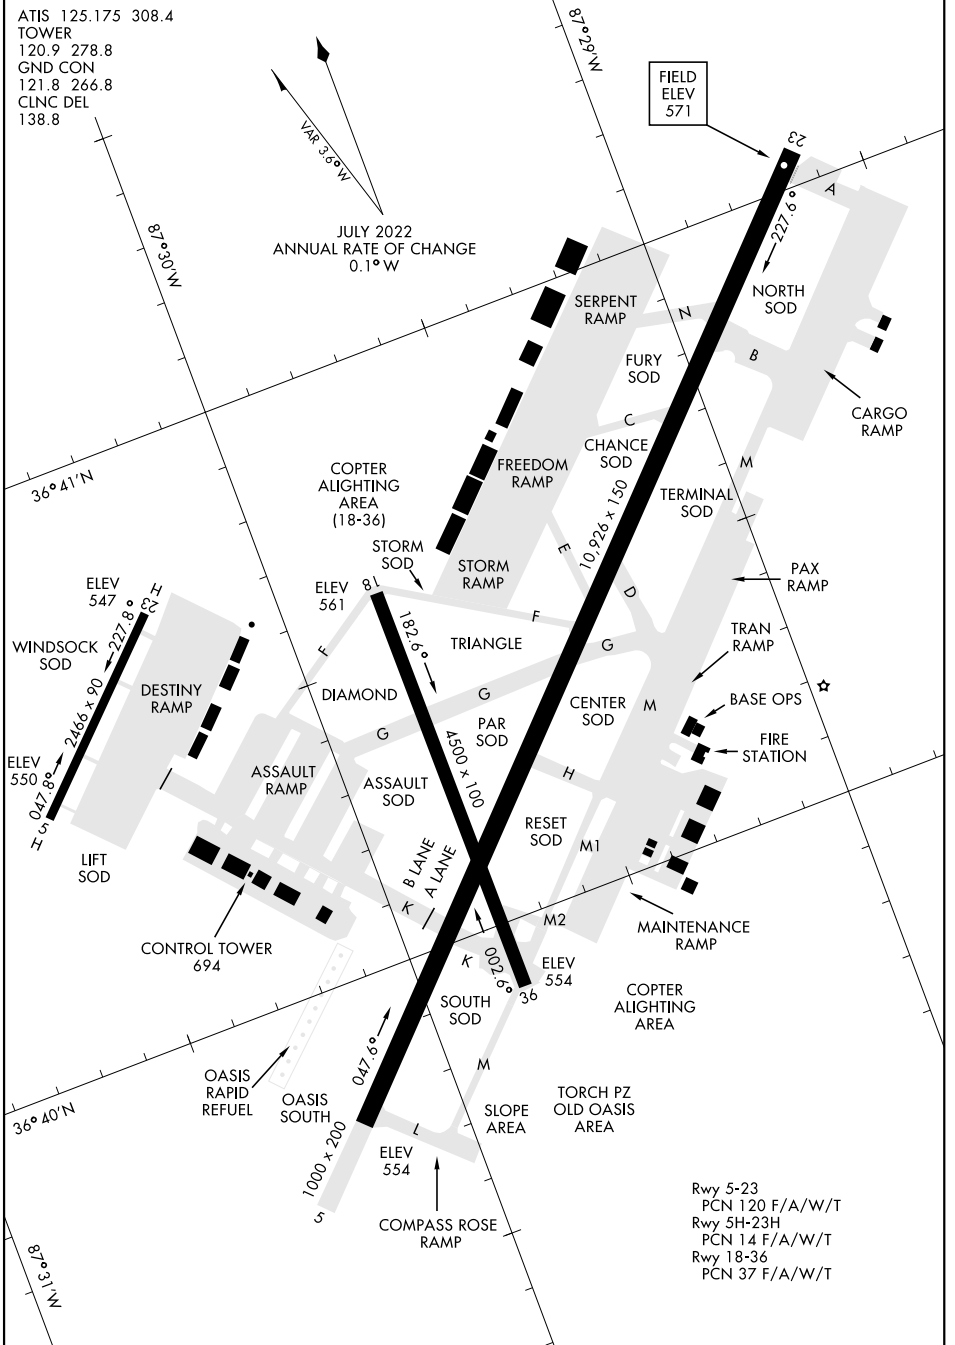 ATIS 125.175 308.4
TOWER
120.9 278.8
GND CON
121.8 266.8
CLNC DEL
138.8
87°29'W
FIELD
ELEV
571
VAR 3.6°W
JULY 2022
ANNUAL RATE OF CHANGE
0.1°W
87°30'W
23
A
227.6°
NORTH
SOD
SERPENT
RAMP
N
B
FURY
SOD
CARGO
RAMP
C
CHANCE
SOD
M
36°41'N
COPTER
ALIGHTING
AREA
(18-36)
FREEDOM
RAMP
10,926 x 150
TERMINAL
SOD
STORM
SOD
STORM
RAMP
E
D
PAX
RAMP
ELEV
547
H
23
227.8°
ELEV
561
18
182.6°
F
F
TRIANGLE
G
TRAN
RAMP
WINDSOCK
SOD
DESTINY
RAMP
2466 x 90
DIAMOND
G
G
PAR
SOD
CENTER
SOD
M
BASE OPS
FIRE
STATION
ELEV
550
047.8°
5
H
ASSAULT
RAMP
ASSAULT
SOD
4500 x 100
H
RESET
SOD
M1
LIFT
SOD
B LANE
A LANE
K
M2
MAINTENANCE
RAMP
CONTROL TOWER
694
K
002.6°
36
ELEV
554
SOUTH
SOD
COPTER
ALIGHTING
AREA
047.6°
M
OASIS
RAPID
REFUEL
OASIS
SOUTH
SLOPE
AREA
TORCH PZ
OLD OASIS
AREA
36°40'N
L
1000 x 200
5
ELEV
554
COMPASS ROSE
RAMP
87°31'W
Rwy 5-23
PCN 120 F/A/W/T
Rwy 5H-23H
PCN 14 F/A/W/T
Rwy 18-36
PCN 37 F/A/W/T